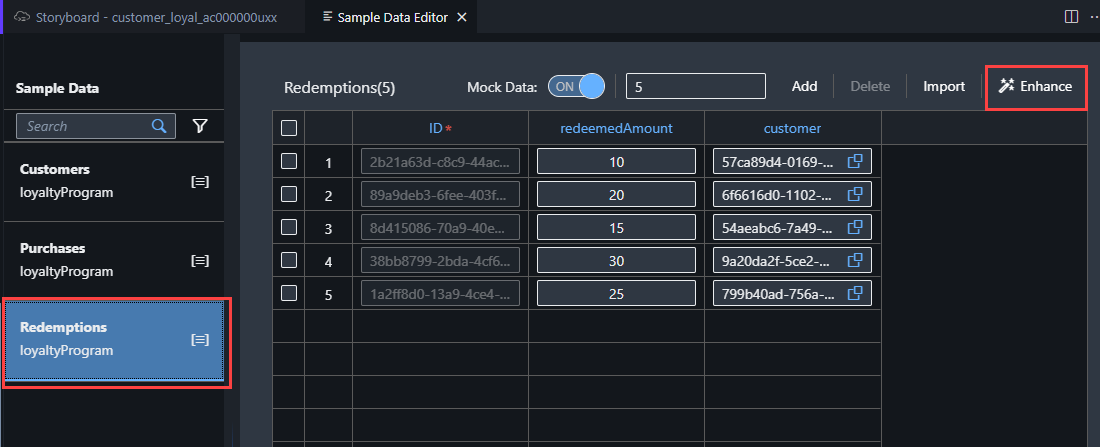 Storyboard - customer_loyal_ac000000uxx
Sample Data Editor
Sample Data
Search
Customers
loyaltyProgram
Purchases
loyaltyProgram
Redemptions
loyaltyProgram
Redemptions(5)
Mock Data: ON 5 Add Delete Import Enhance
ID * redeemedAmount customer
1 2b21a63d-c8c9-44ac... 10 57ca89d4-0169-...
2 89a9deb3-6fee-403f... 20 6f6616d0-1102-...
3 8d415086-70a9-40e... 15 54aeabc6-7a49-...
4 38bb8799-2bda-4cf6... 30 9a20da2f-5ce2-...
5 1a2ff8d0-13a9-4ce4-... 25 799b40ad-756a-...